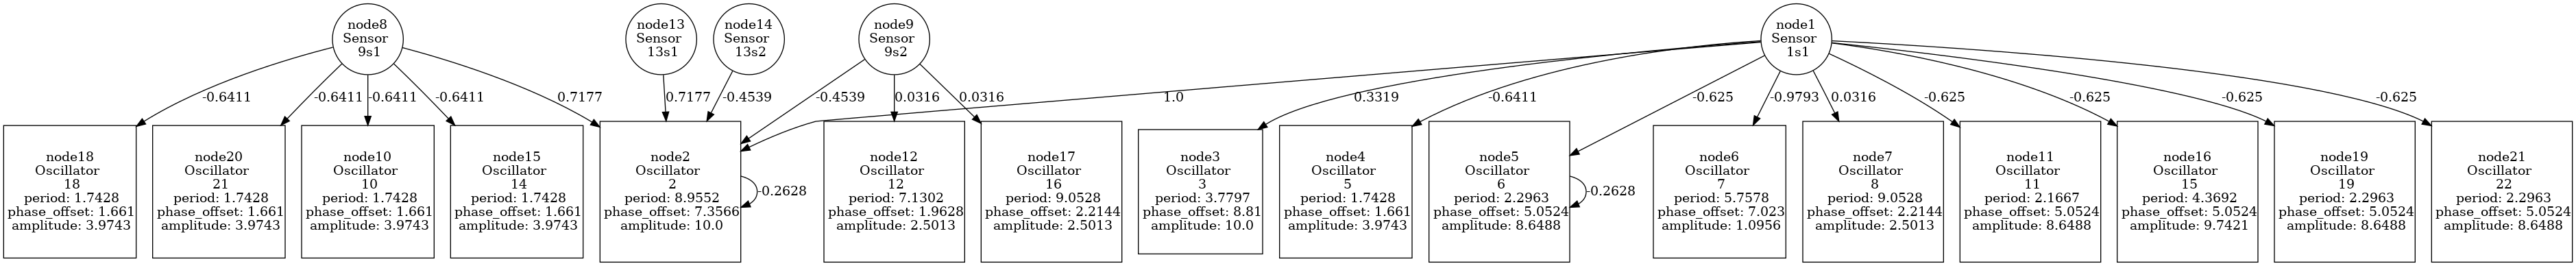 node8
Sensor
9s1
node13
Sensor
13s1
node14
Sensor
13s2
node9
Sensor
9s2
node1
Sensor
1s1
-0.6411
-0.6411
-0.6411
-0.6411
0.7177
0.7177
-0.4539
-0.4539
0.0316
0.0316
1.0
0.3319
-0.6411
-0.625
-0.9793
0.0316
-0.625
-0.625
-0.625
-0.625
node18
Oscillator
18
period: 1.7428
phase_offset: 1.661
amplitude: 3.9743
node20
Oscillator
21
period: 1.7428
phase_offset: 1.661
amplitude: 3.9743
node10
Oscillator
10
period: 1.7428
phase_offset: 1.661
amplitude: 3.9743
node15
Oscillator
14
period: 1.7428
phase_offset: 1.661
amplitude: 3.9743
node2
Oscillator
2
period: 8.9552
phase_offset: 7.3566
amplitude: 10.0
-0.2628
node12
Oscillator
12
period: 7.1302
phase_offset: 1.9628
amplitude: 2.5013
node17
Oscillator
16
period: 9.0528
phase_offset: 2.2144
amplitude: 2.5013
node3
Oscillator
3
period: 3.7797
phase_offset: 8.81
amplitude: 10.0
node4
Oscillator
5
period: 1.7428
phase_offset: 1.661
amplitude: 3.9743
node5
Oscillator
6
period: 2.2963
phase_offset: 5.0524
amplitude: 8.6488
-0.2628
node6
Oscillator
7
period: 5.7578
phase_offset: 7.023
amplitude: 1.0956
node7
Oscillator
8
period: 9.0528
phase_offset: 2.2144
amplitude: 2.5013
node11
Oscillator
11
period: 2.1667
phase_offset: 5.0524
amplitude: 8.6488
node16
Oscillator
15
period: 4.3692
phase_offset: 5.0524
amplitude: 9.7421
node19
Oscillator
19
period: 2.2963
phase_offset: 5.0524
amplitude: 8.6488
node21
Oscillator
22
period: 2.2963
phase_offset: 5.0524
amplitude: 8.6488